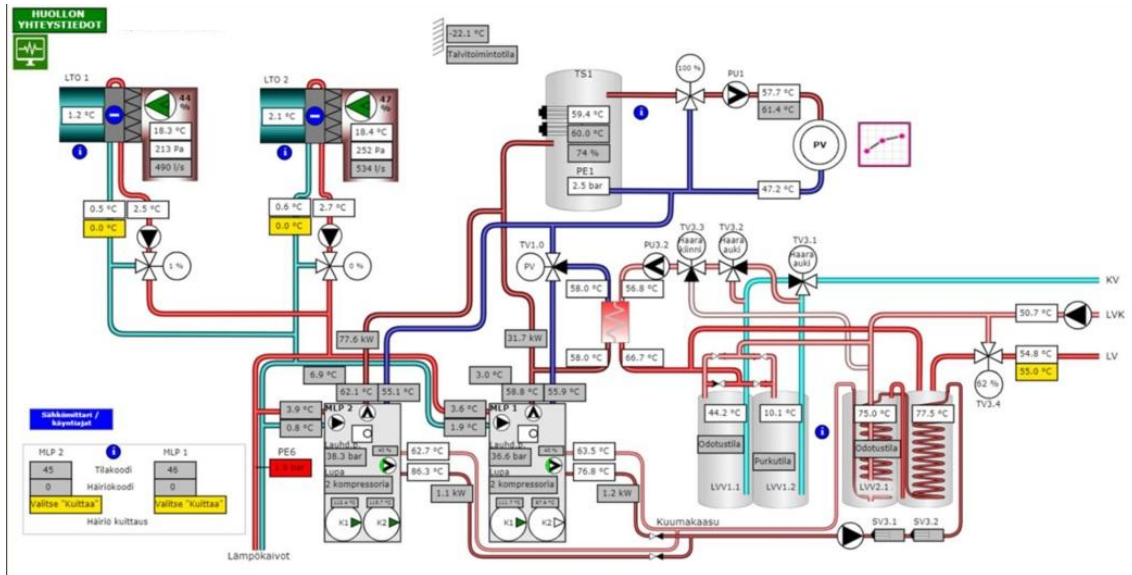 HUOLLON
YHTEYSTIEDOT
-22.1 °C
Talvitoimintotila
LTO 1
44
%
1.2 °C
18.3 °C
213 Pa
490 l/s
LTO 2
47
%
2.1 °C
18.4 °C
252 Pa
534 l/s
TS1
59.4 °C
60.0 °C
74 %
PE1
2.5 bar
100 %
PU1
57.7 °C
61.4 °C
PV
47.2 °C
0.5 °C
2.5 °C
0.0 °C
1 %
0.6 °C
2.7 °C
0.0 °C
0 %
TV1.0
PV
58.0 °C
56.8 °C
PU3.2
TV3.3
Haara
kiinni
TV3.2
Haara
auki
TV3.1
Haara
auki
KV
50.7 °C
LVK
54.8 °C
LV
55.0 °C
62 %
TV3.4
77.6 kW
31.7 kW
58.0 °C
66.7 °C
6.9 °C
62.1 °C
55.1 °C
3.0 °C
58.8 °C
55.9 °C
3.9 °C
0.8 °C
MLP 2
Lauhd.p.
38.3 bar
Lupa
2 kompressoria
K1
K2
3.6 °C
1.9 °C
MLP 1
Lauhd.p.
36.6 bar
Lupa
2 kompressoria
K1
K2
62.7 °C
86.3 °C
1.1 kW
63.5 °C
76.8 °C
1.2 kW
44.2 °C
Odotustila
LVV1.1
10.1 °C
Purkutila
LVV1.2
75.0 °C
Odotustila
LVV2.1
77.5 °C
Kuumakaasu
SV3.1
SV3.2
PE6
Sähkömittari /
käyntiajat
MLP 2
MLP 1
45
Tilakoodi
46
0
Häiriökoodi
0
Valitse "Kuittaa"
Valitse "Kuittaa"
Häiriö kuittaus
Lämpökaivot